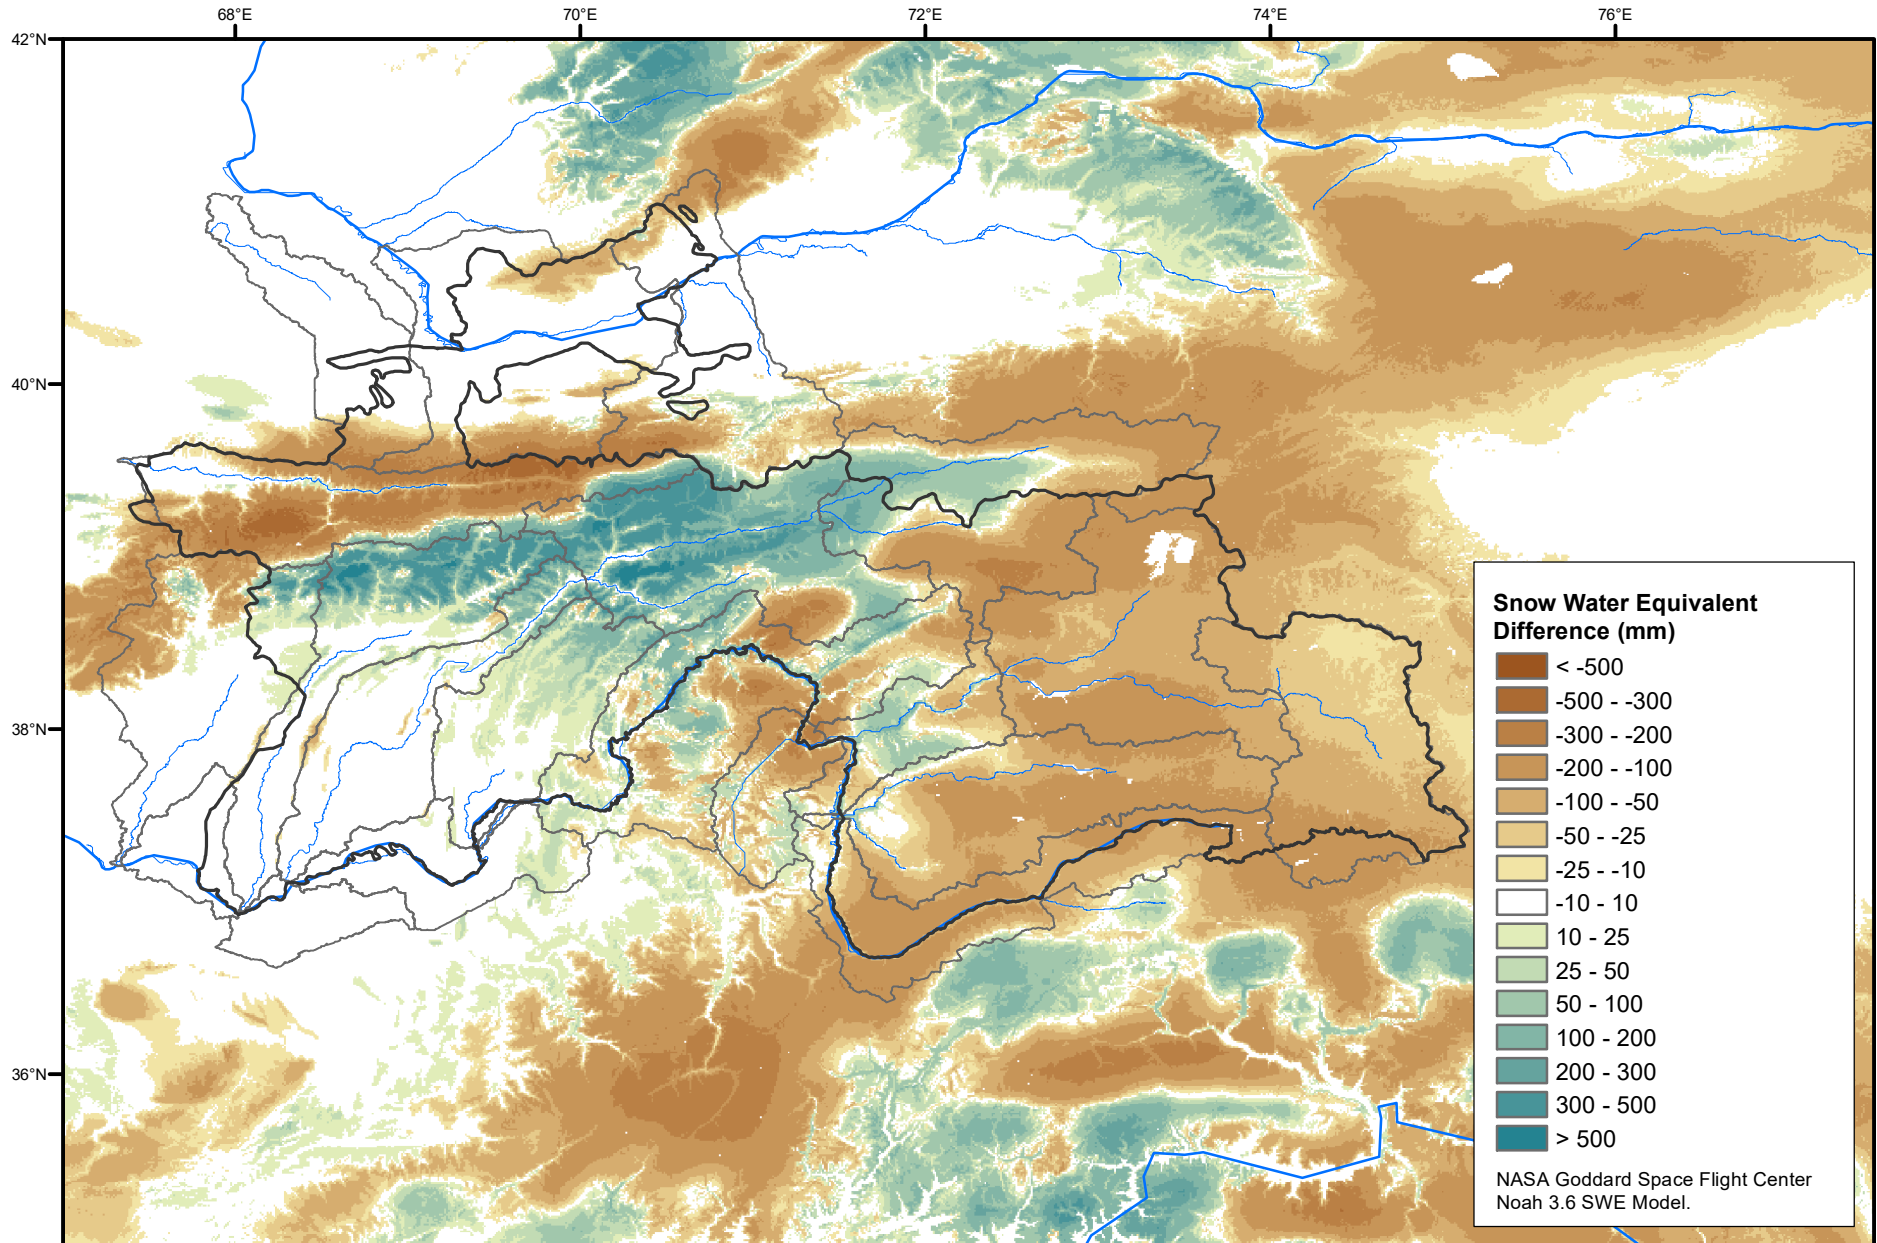 68°E
70°E
72°E
74°E
76°E
42°N
40°N
38°N
36°N
Snow Water Equivalent
Difference (mm)
< -500
-500 - -300
-300 - -200
-200 - -100
-100 - -50
-50 - -25
-25 - -10
-10 - 10
10 - 25
25 - 50
50 - 100
100 - 200
200 - 300
300 - 500
> 500
NASA Goddard Space Flight Center
Noah 3.6 SWE Model.